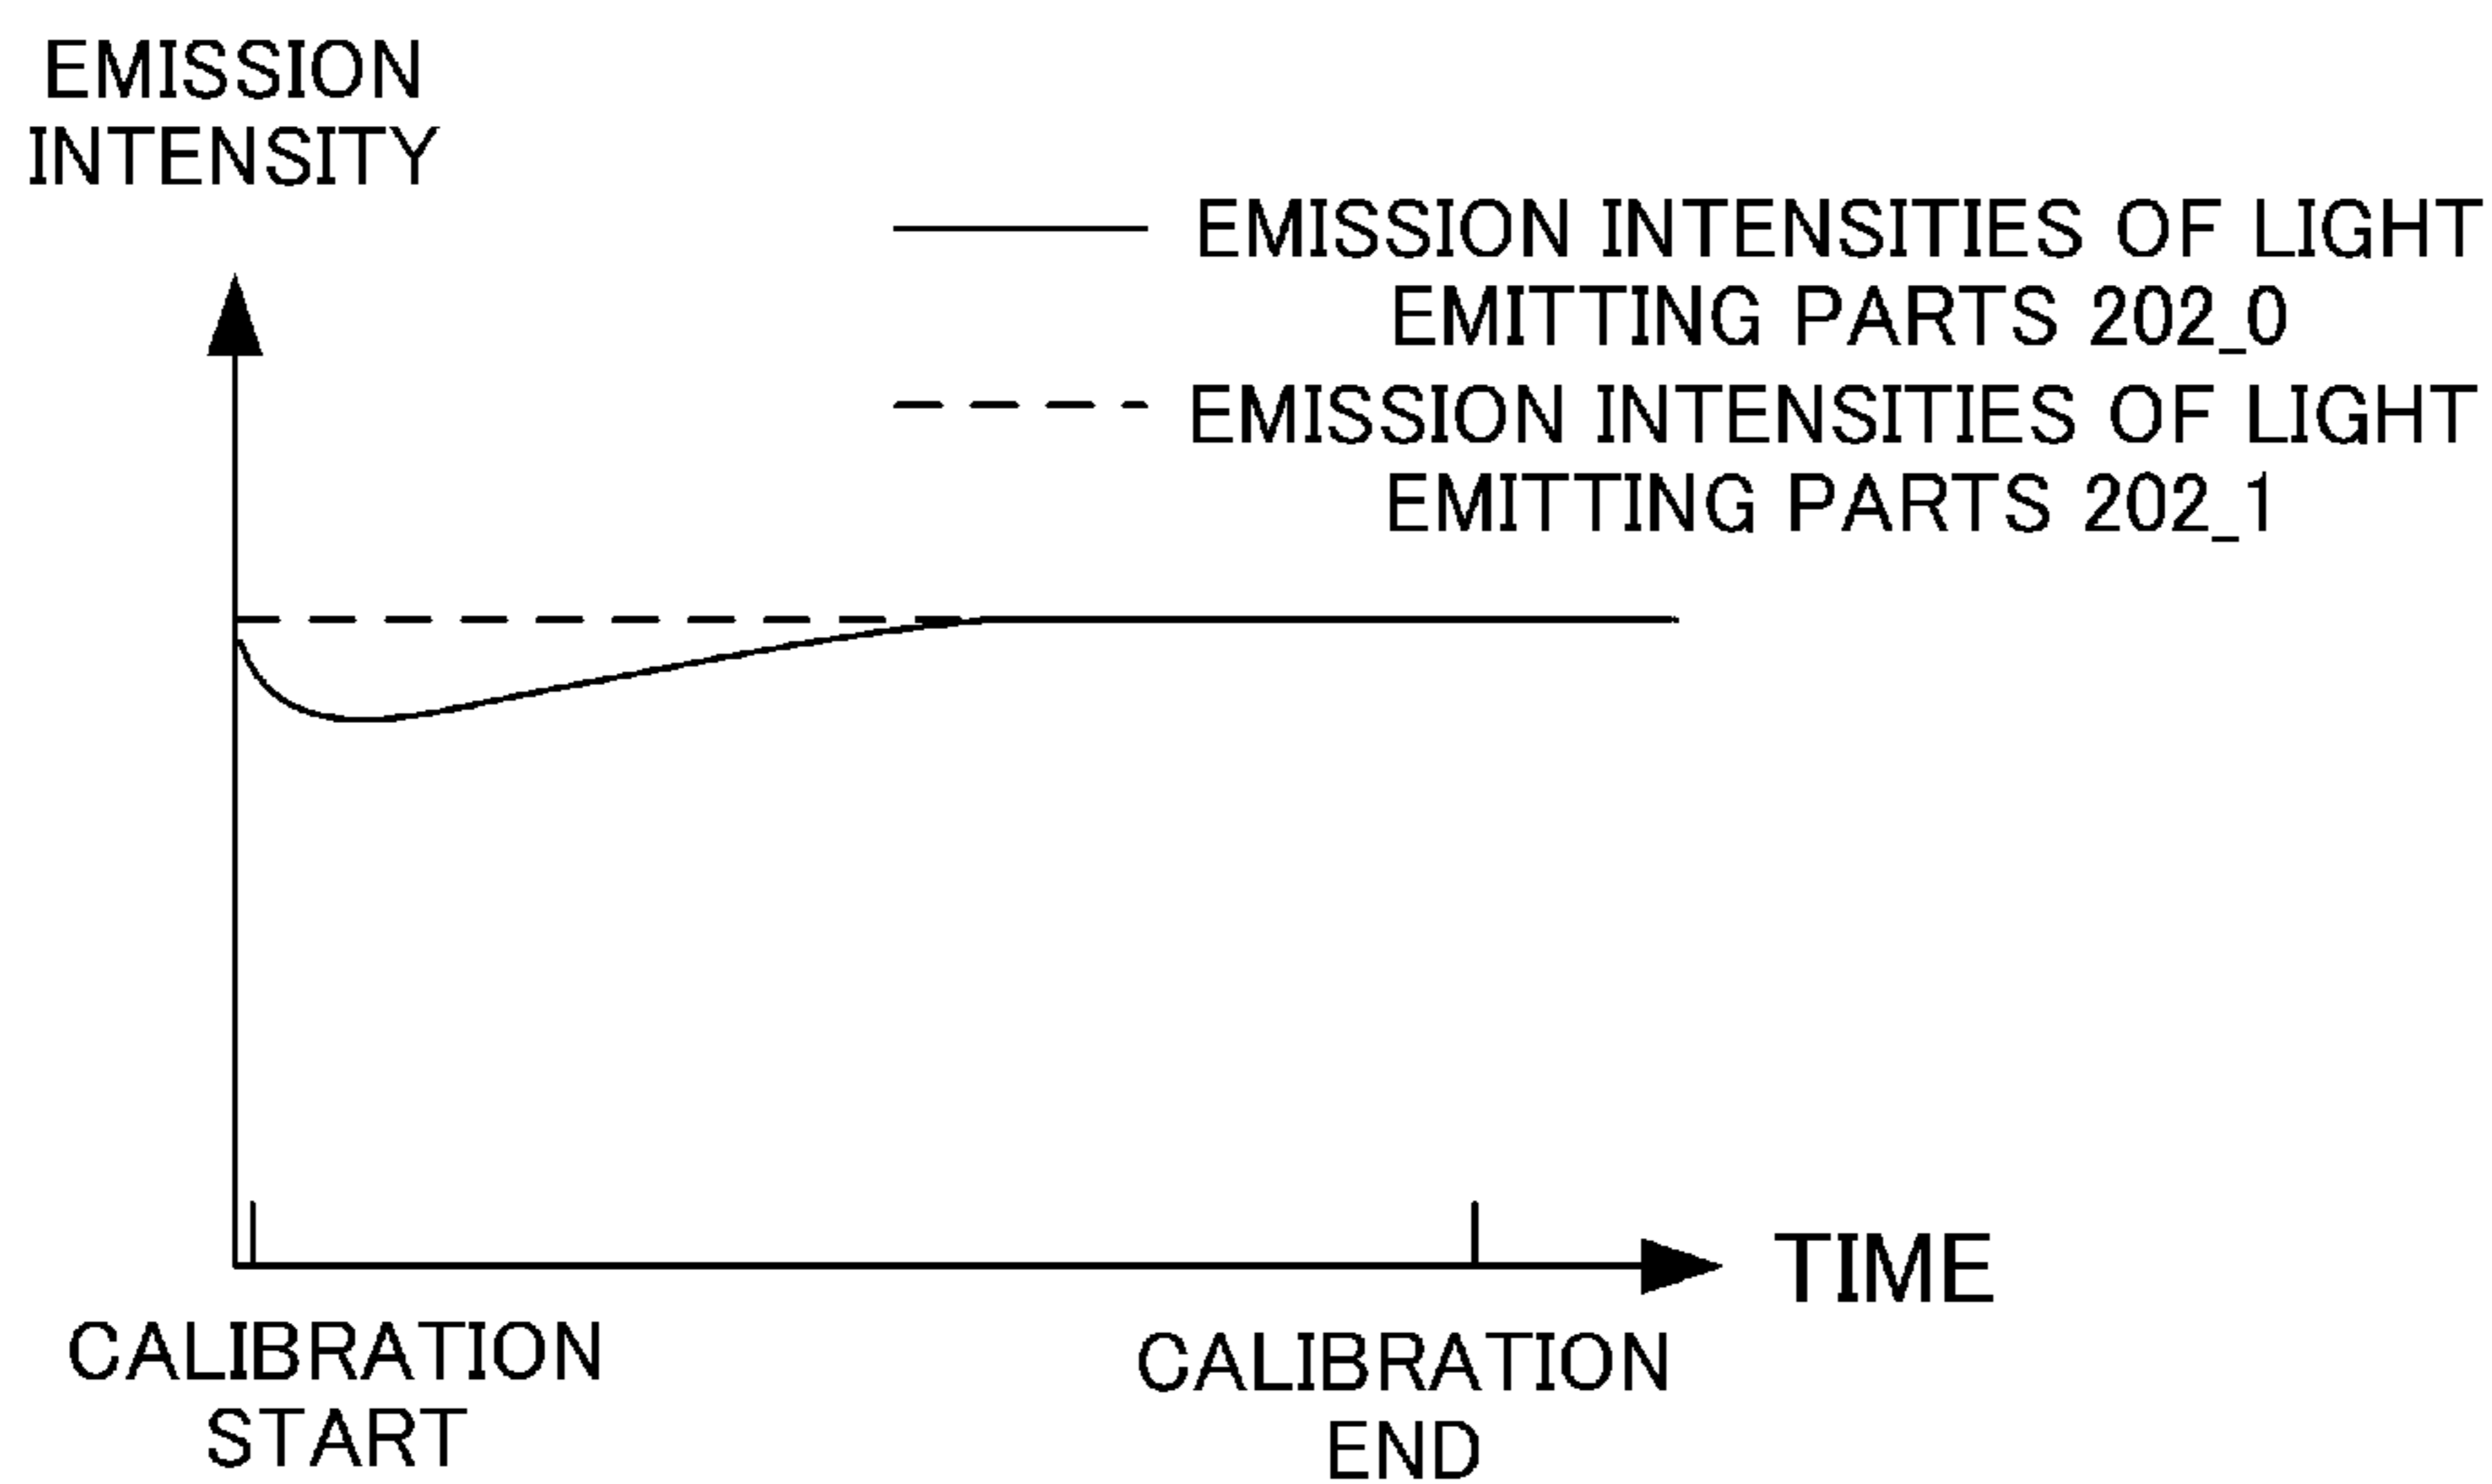 EMISSION
INTENSITY
EMISSION INTENSITIES OF LIGHT
EMITTING PARTS 202_0
EMISSION INTENSITIES OF LIGHT
EMITTING PARTS 202_1
TIME
CALIBRATION
START
CALIBRATION
END